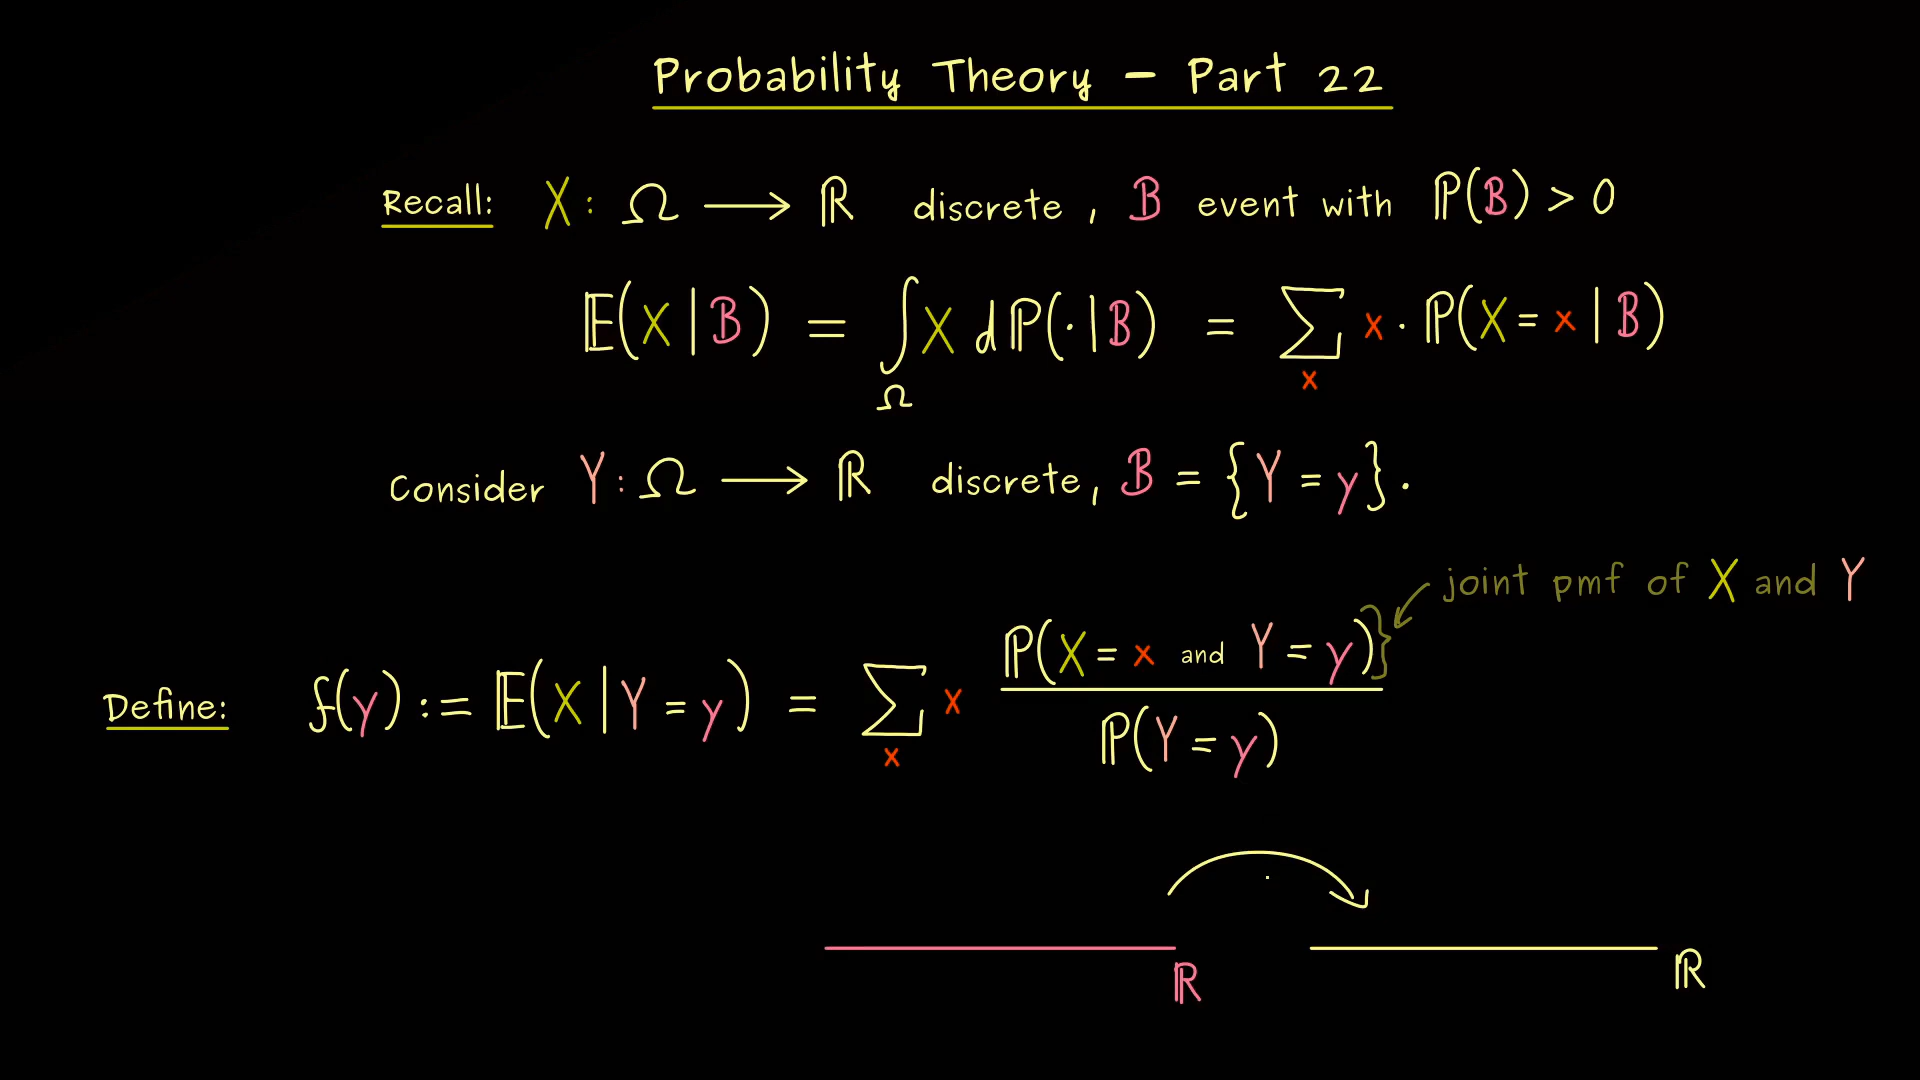 Probability Theory – Part 22
Recall: X: Ω ⟶ ℝ discrete , B event with ℙ(B) > 0
𝔼(X|B) = ∫_Ω X dℙ(·|B) = ∑_x x · ℙ(X = x | B)
Consider Y: Ω ⟶ ℝ discrete, B = {Y = y}.
joint pmf of X and Y
Define: f(y) := 𝔼(X|Y = y) = ∑_x x ℙ(X = x and Y = y)} / ℙ(Y = y)
ℝ ℝ